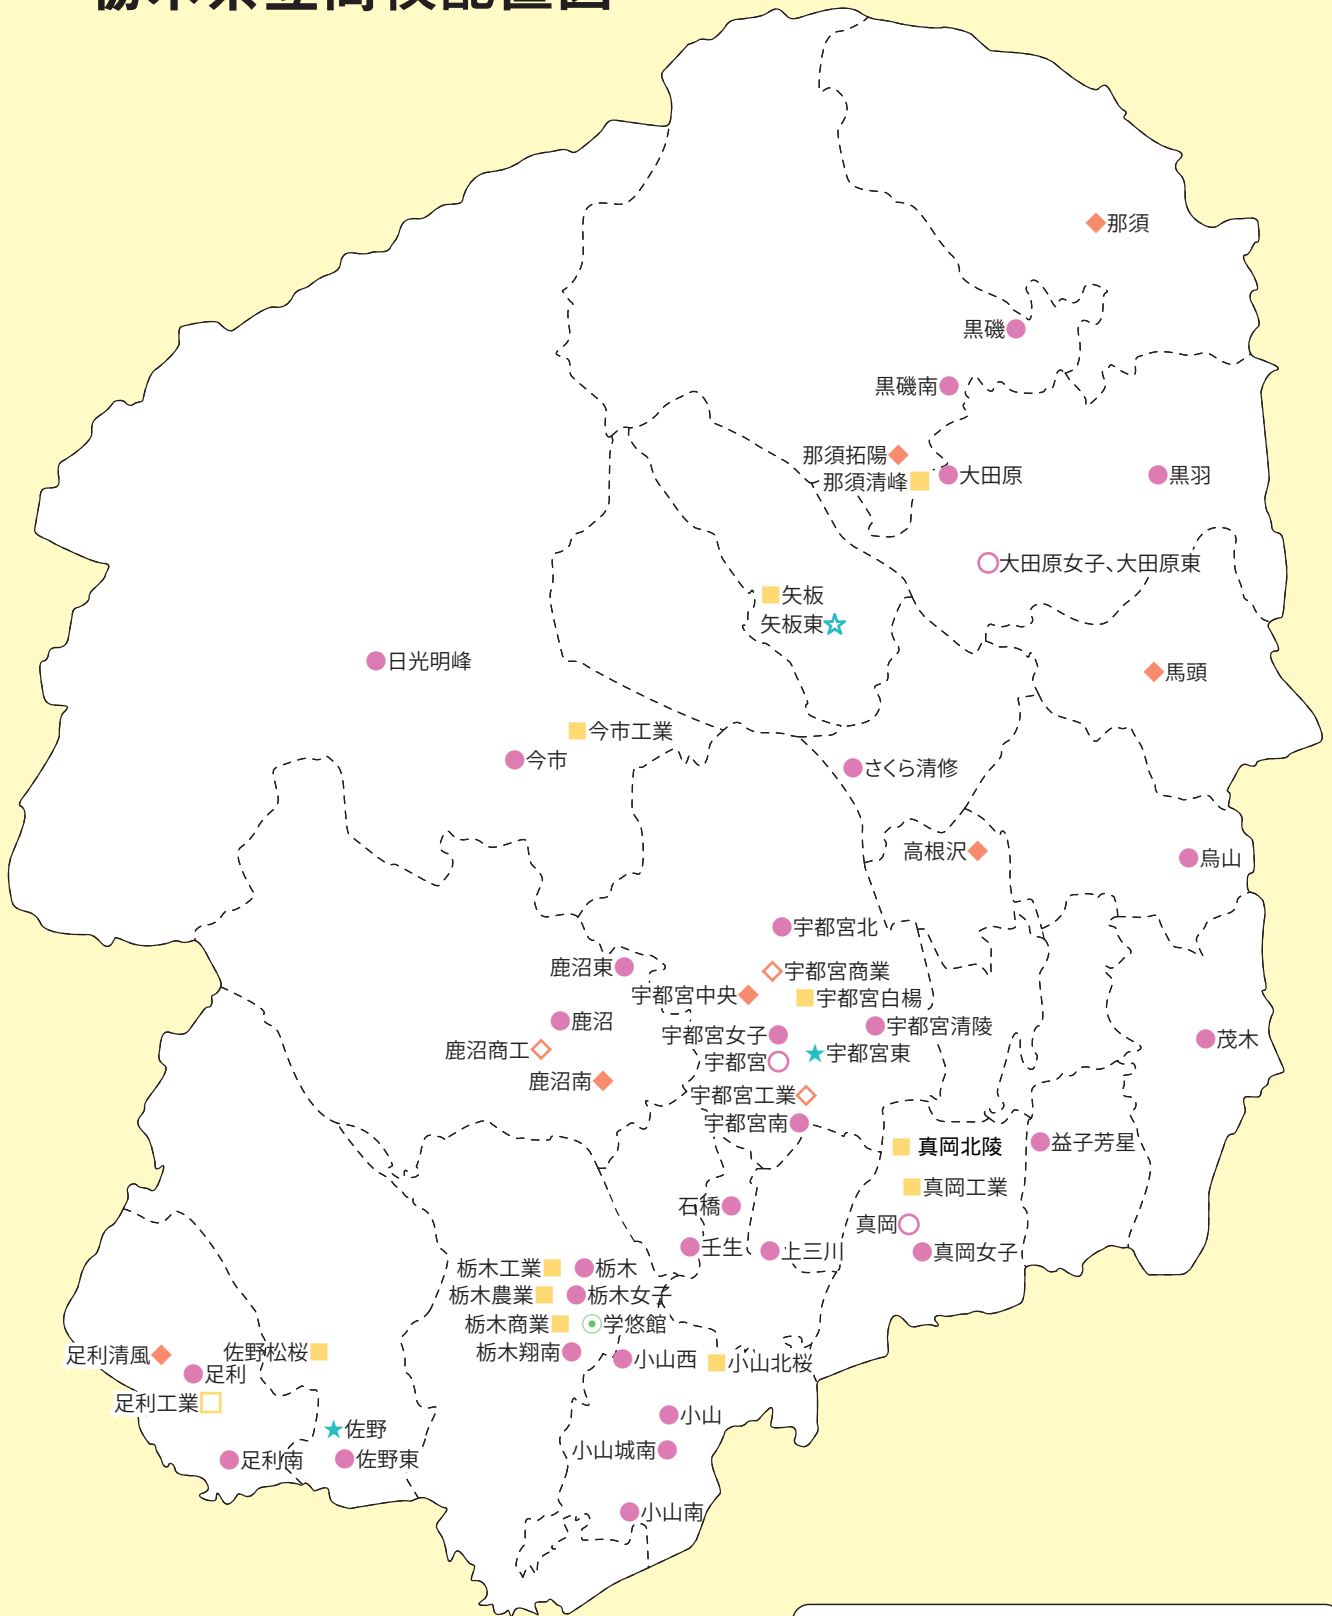 栃木県立高校配置図
那須
黒磯
黒磯南
那須拓陽
那須清峰
大田原
黒羽
大田原女子、大田原東
矢板
矢板東
日光明峰
馬頭
今市工業
今市
さくら清修
高根沢
烏山
宇都宮北
鹿沼東
宇都宮商業
宇都宮中央
宇都宮白楊
鹿沼
宇都宮清陵
宇都宮女子
茂木
鹿沼商工
宇都宮東
宇都宮
鹿沼南
宇都宮工業
宇都宮南
益子芳星
真岡北陵
真岡工業
石橋
真岡
壬生
上三川
真岡女子
栃木工業
栃木
栃木農業
栃木女子
栃木商業
学悠館
栃木翔南
足利清風
佐野松桜
小山西
小山北桜
足利
足利工業
小山
佐野
小山城南
足利南
佐野東
小山南